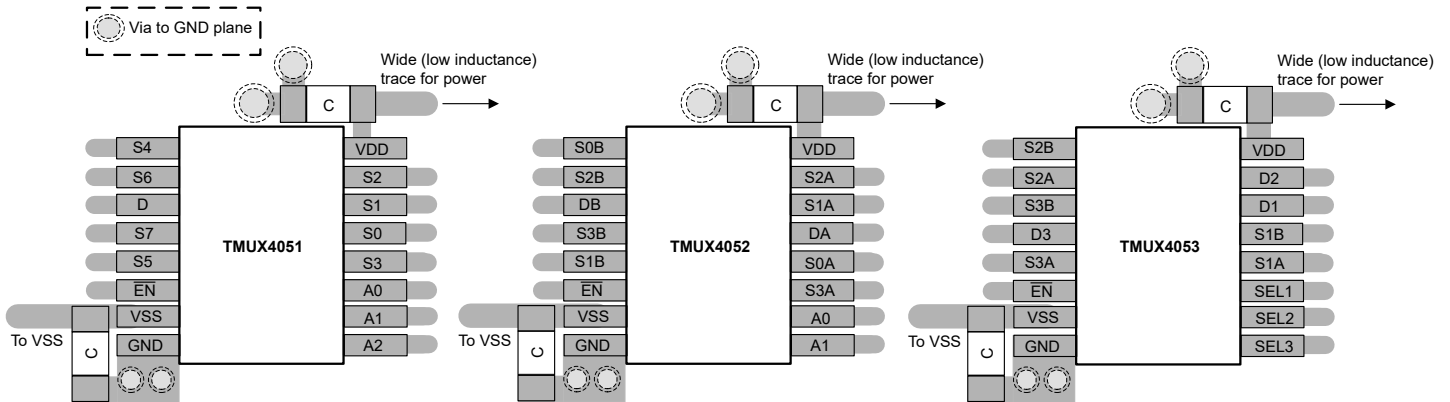 Via to GND plane
Wide (low inductance)
trace for power
C
S4
S6
D
S7
S5
EN
VSS
GND
TMUX4051
VDD
S2
S1
S0
S3
A0
A1
A2
To VSS
C
Wide (low inductance)
trace for power
C
S0B
S2B
DB
S3B
S1B
EN
VSS
GND
TMUX4052
VDD
S2A
S1A
DA
S0A
S3A
A0
A1
To VSS
C
Wide (low inductance)
trace for power
C
S2B
S2A
S3B
D3
S3A
EN
VSS
GND
TMUX4053
VDD
D2
D1
S1B
S1A
SEL1
SEL2
SEL3
To VSS
C